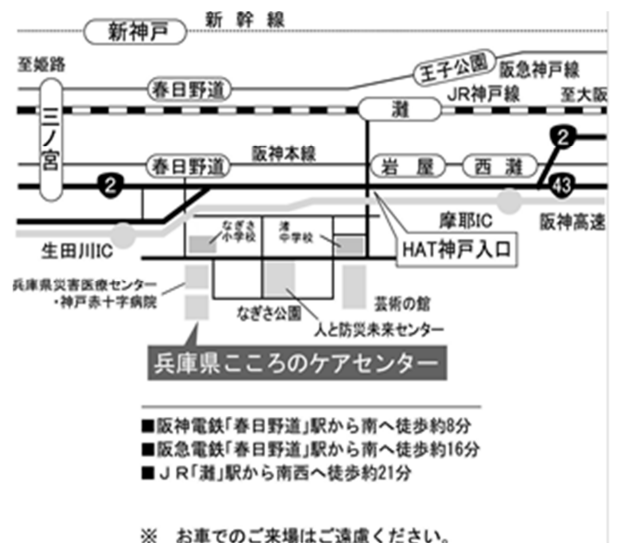 新幹線
新神戸
至姫路
王子公園
阪急神戸線
春日野道
JR神戸線
至大阪
三ノ宮
灘
2
阪神本線
春日野道
岩屋
西灘
2
43
摩耶IC
阪神高速
なぎさ
小学校
渚
中学校
生田川IC
HAT神戸入口
兵庫県災害医療センター
・神戸赤十字病院
芸術の館
なぎさ公園
人と防災未来センター
兵庫県こころのケアセンター
■阪神電鉄「春日野道」駅から南へ徒歩約8分
■阪急電鉄「春日野道」駅から南へ徒歩約16分
■JR「灘」駅から南西へ徒歩約21分
※ お車でのご来場はご遠慮ください。